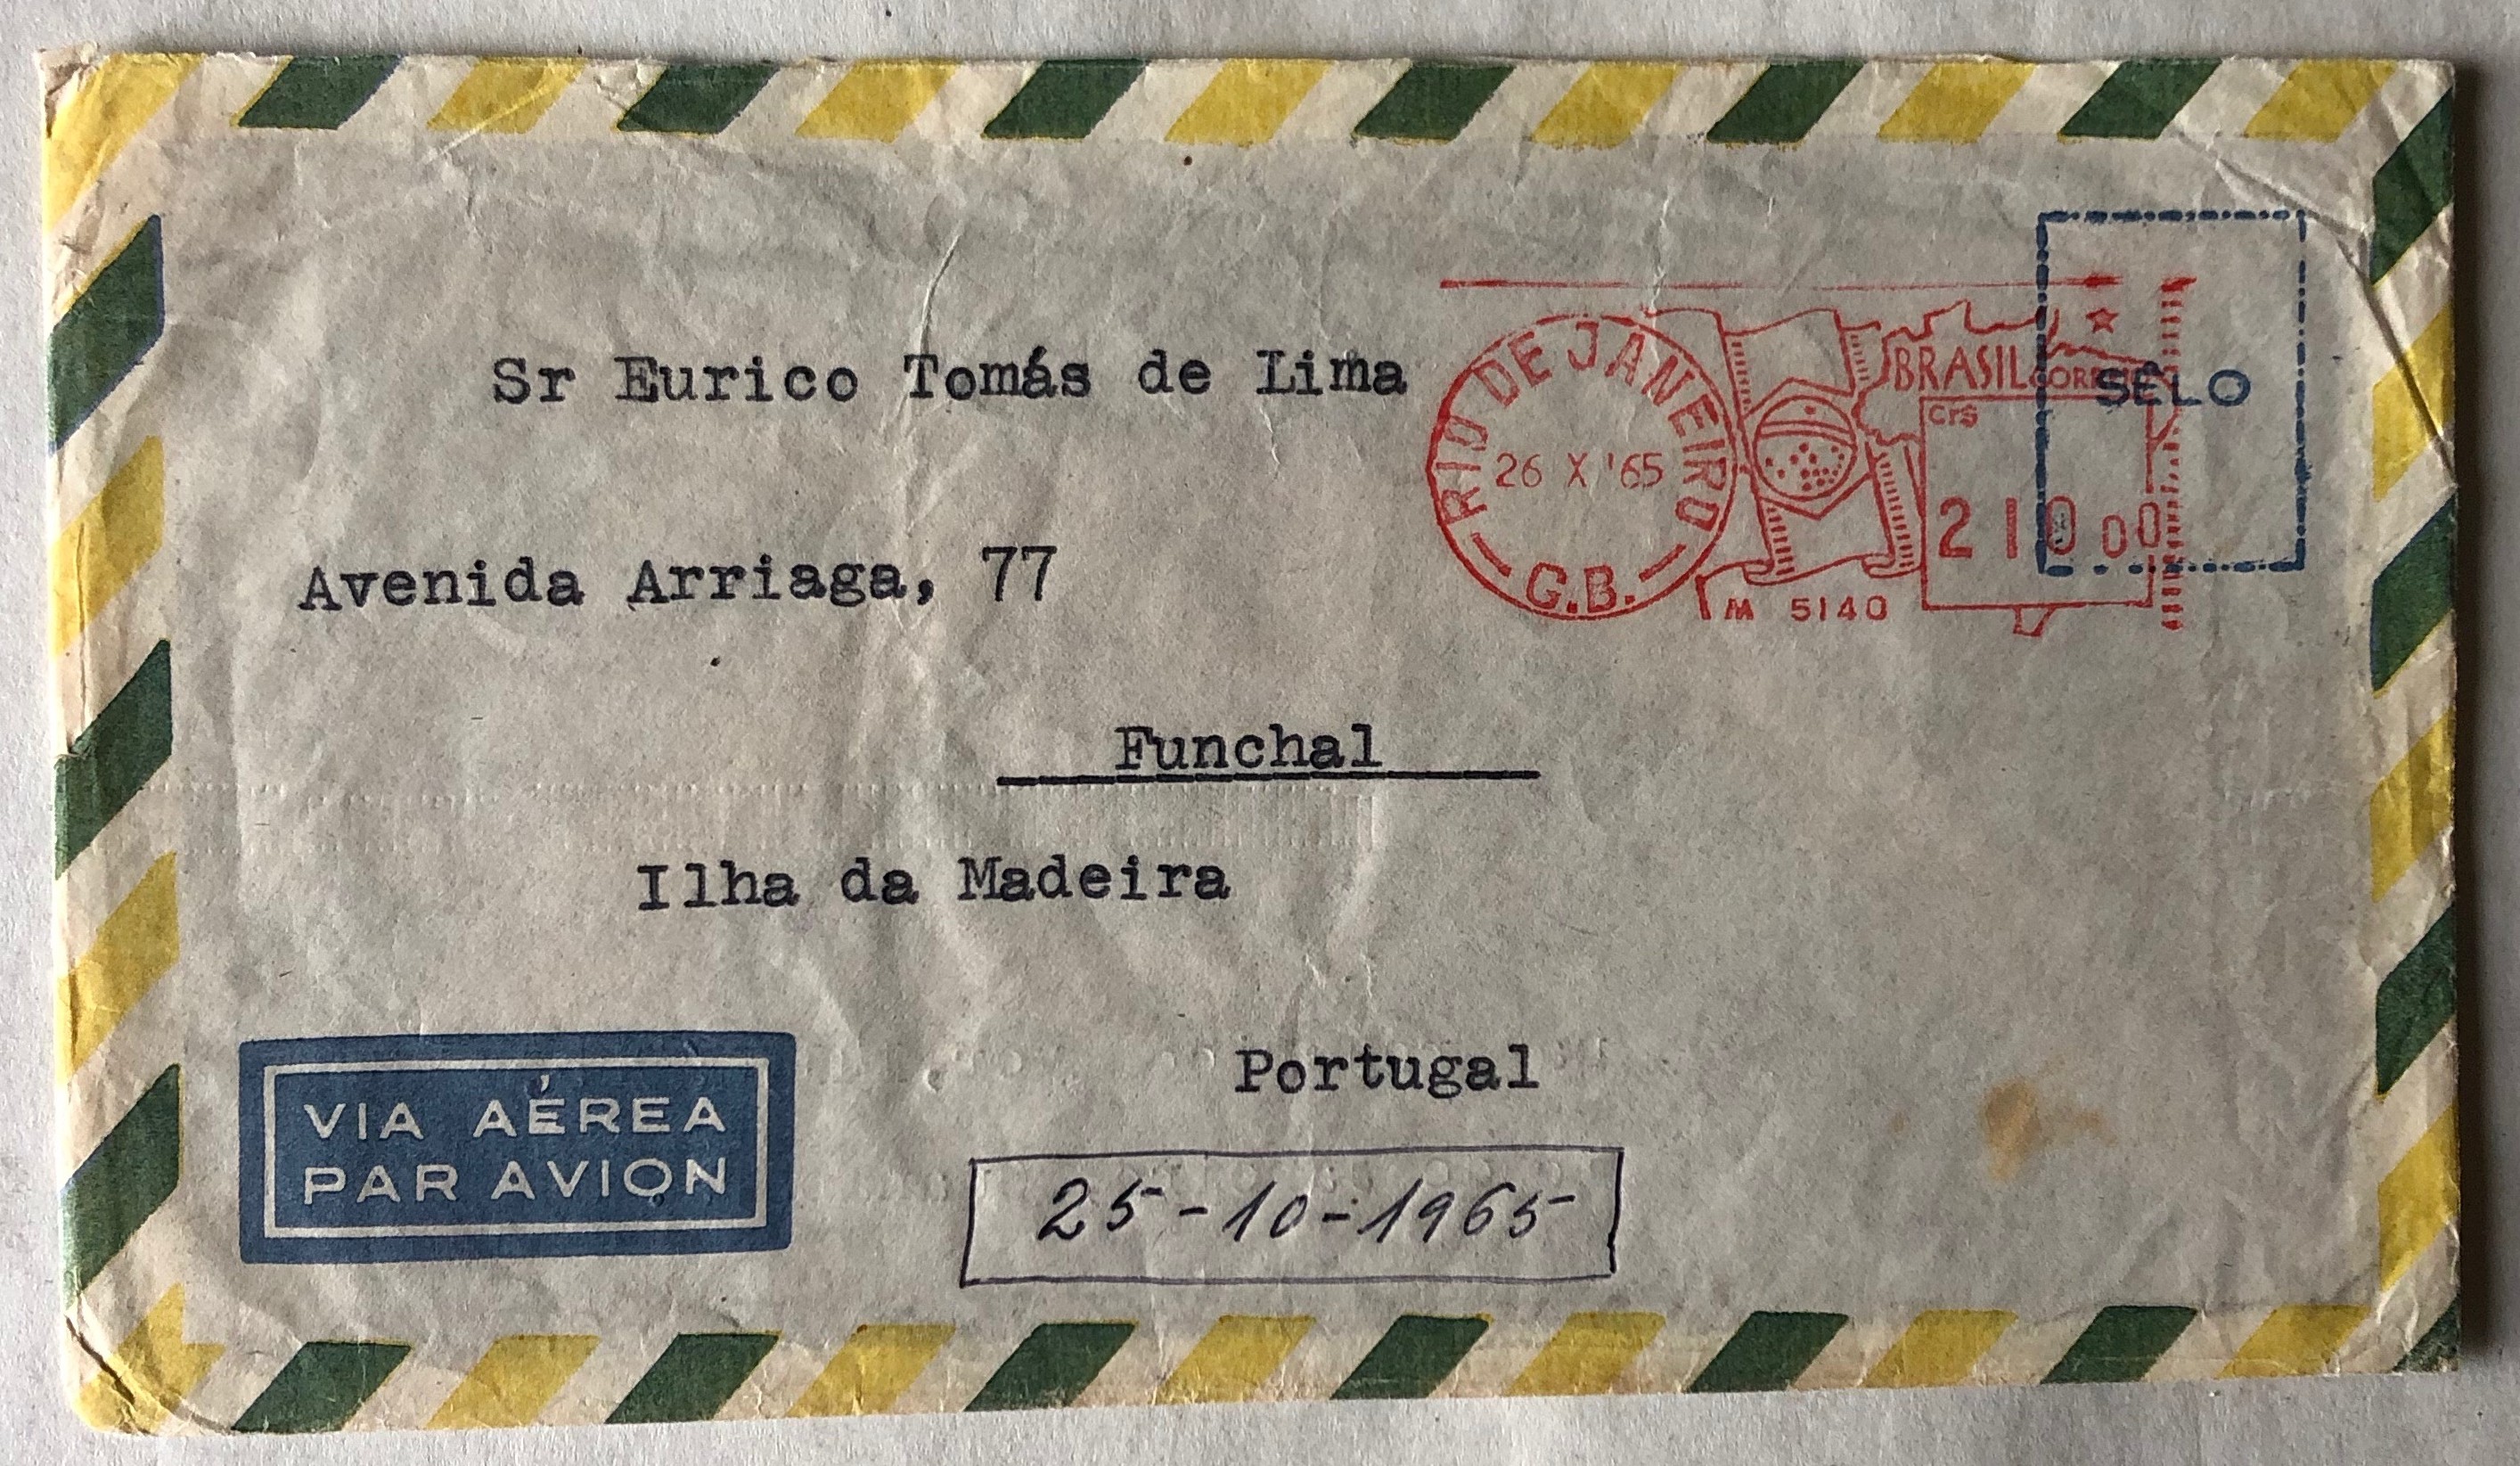 Sr Eurico Tomás de Lima
RIO DE JANEIRO
26 X '65
G.B.
BRASIL CORREIO
SÊLO
Cr$
210 00
M 5140
Avenida Arriaga, 77
Funchal
Ilha da Madeira
Portugal
VIA AÉREA
PAR AVION
25-10-1965